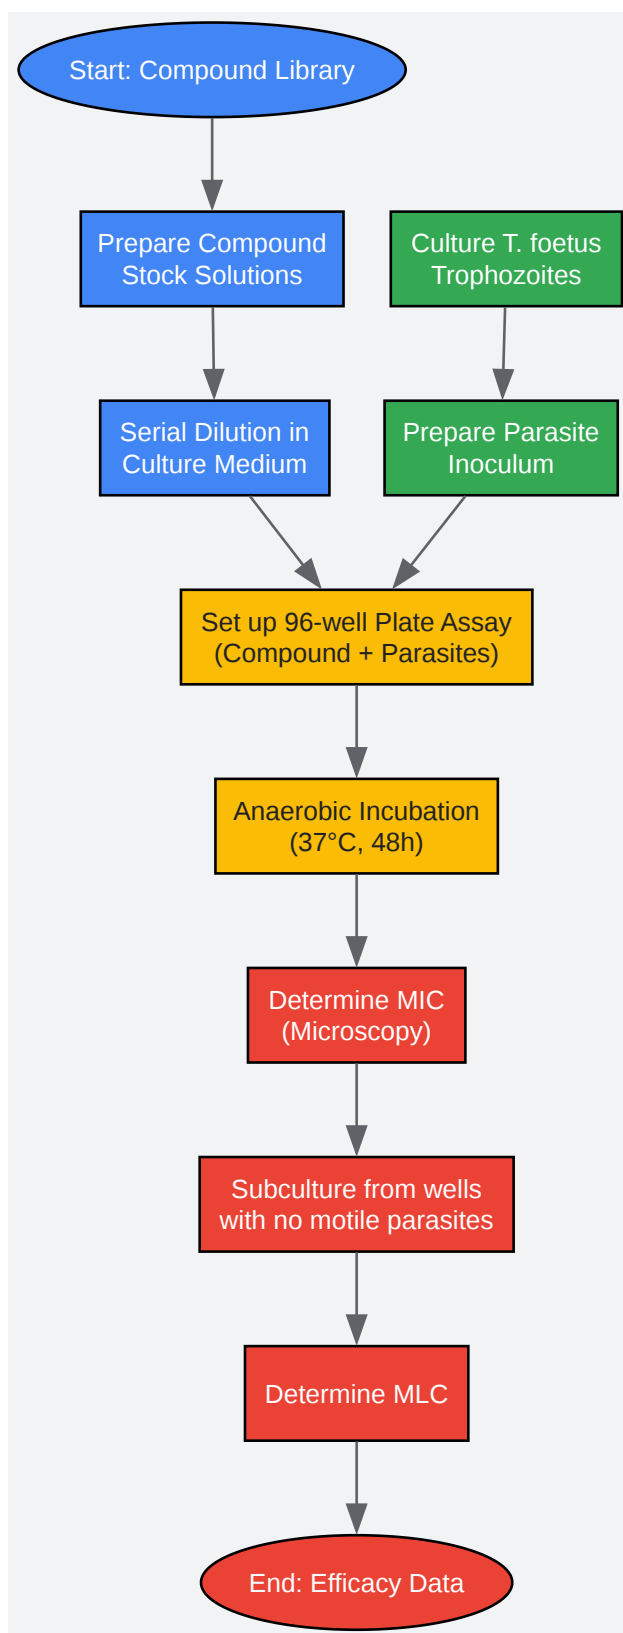 Start: Compound Library
Prepare Compound
Stock Solutions
Culture T. foetus
Trophozoites
Serial Dilution in
Culture Medium
Prepare Parasite
Inoculum
Set up 96-well Plate Assay
(Compound + Parasites)
Anaerobic Incubation
(37°C, 48h)
Determine MIC
(Microscopy)
Subculture from wells
with no motile parasites
Determine MLC
End: Efficacy Data